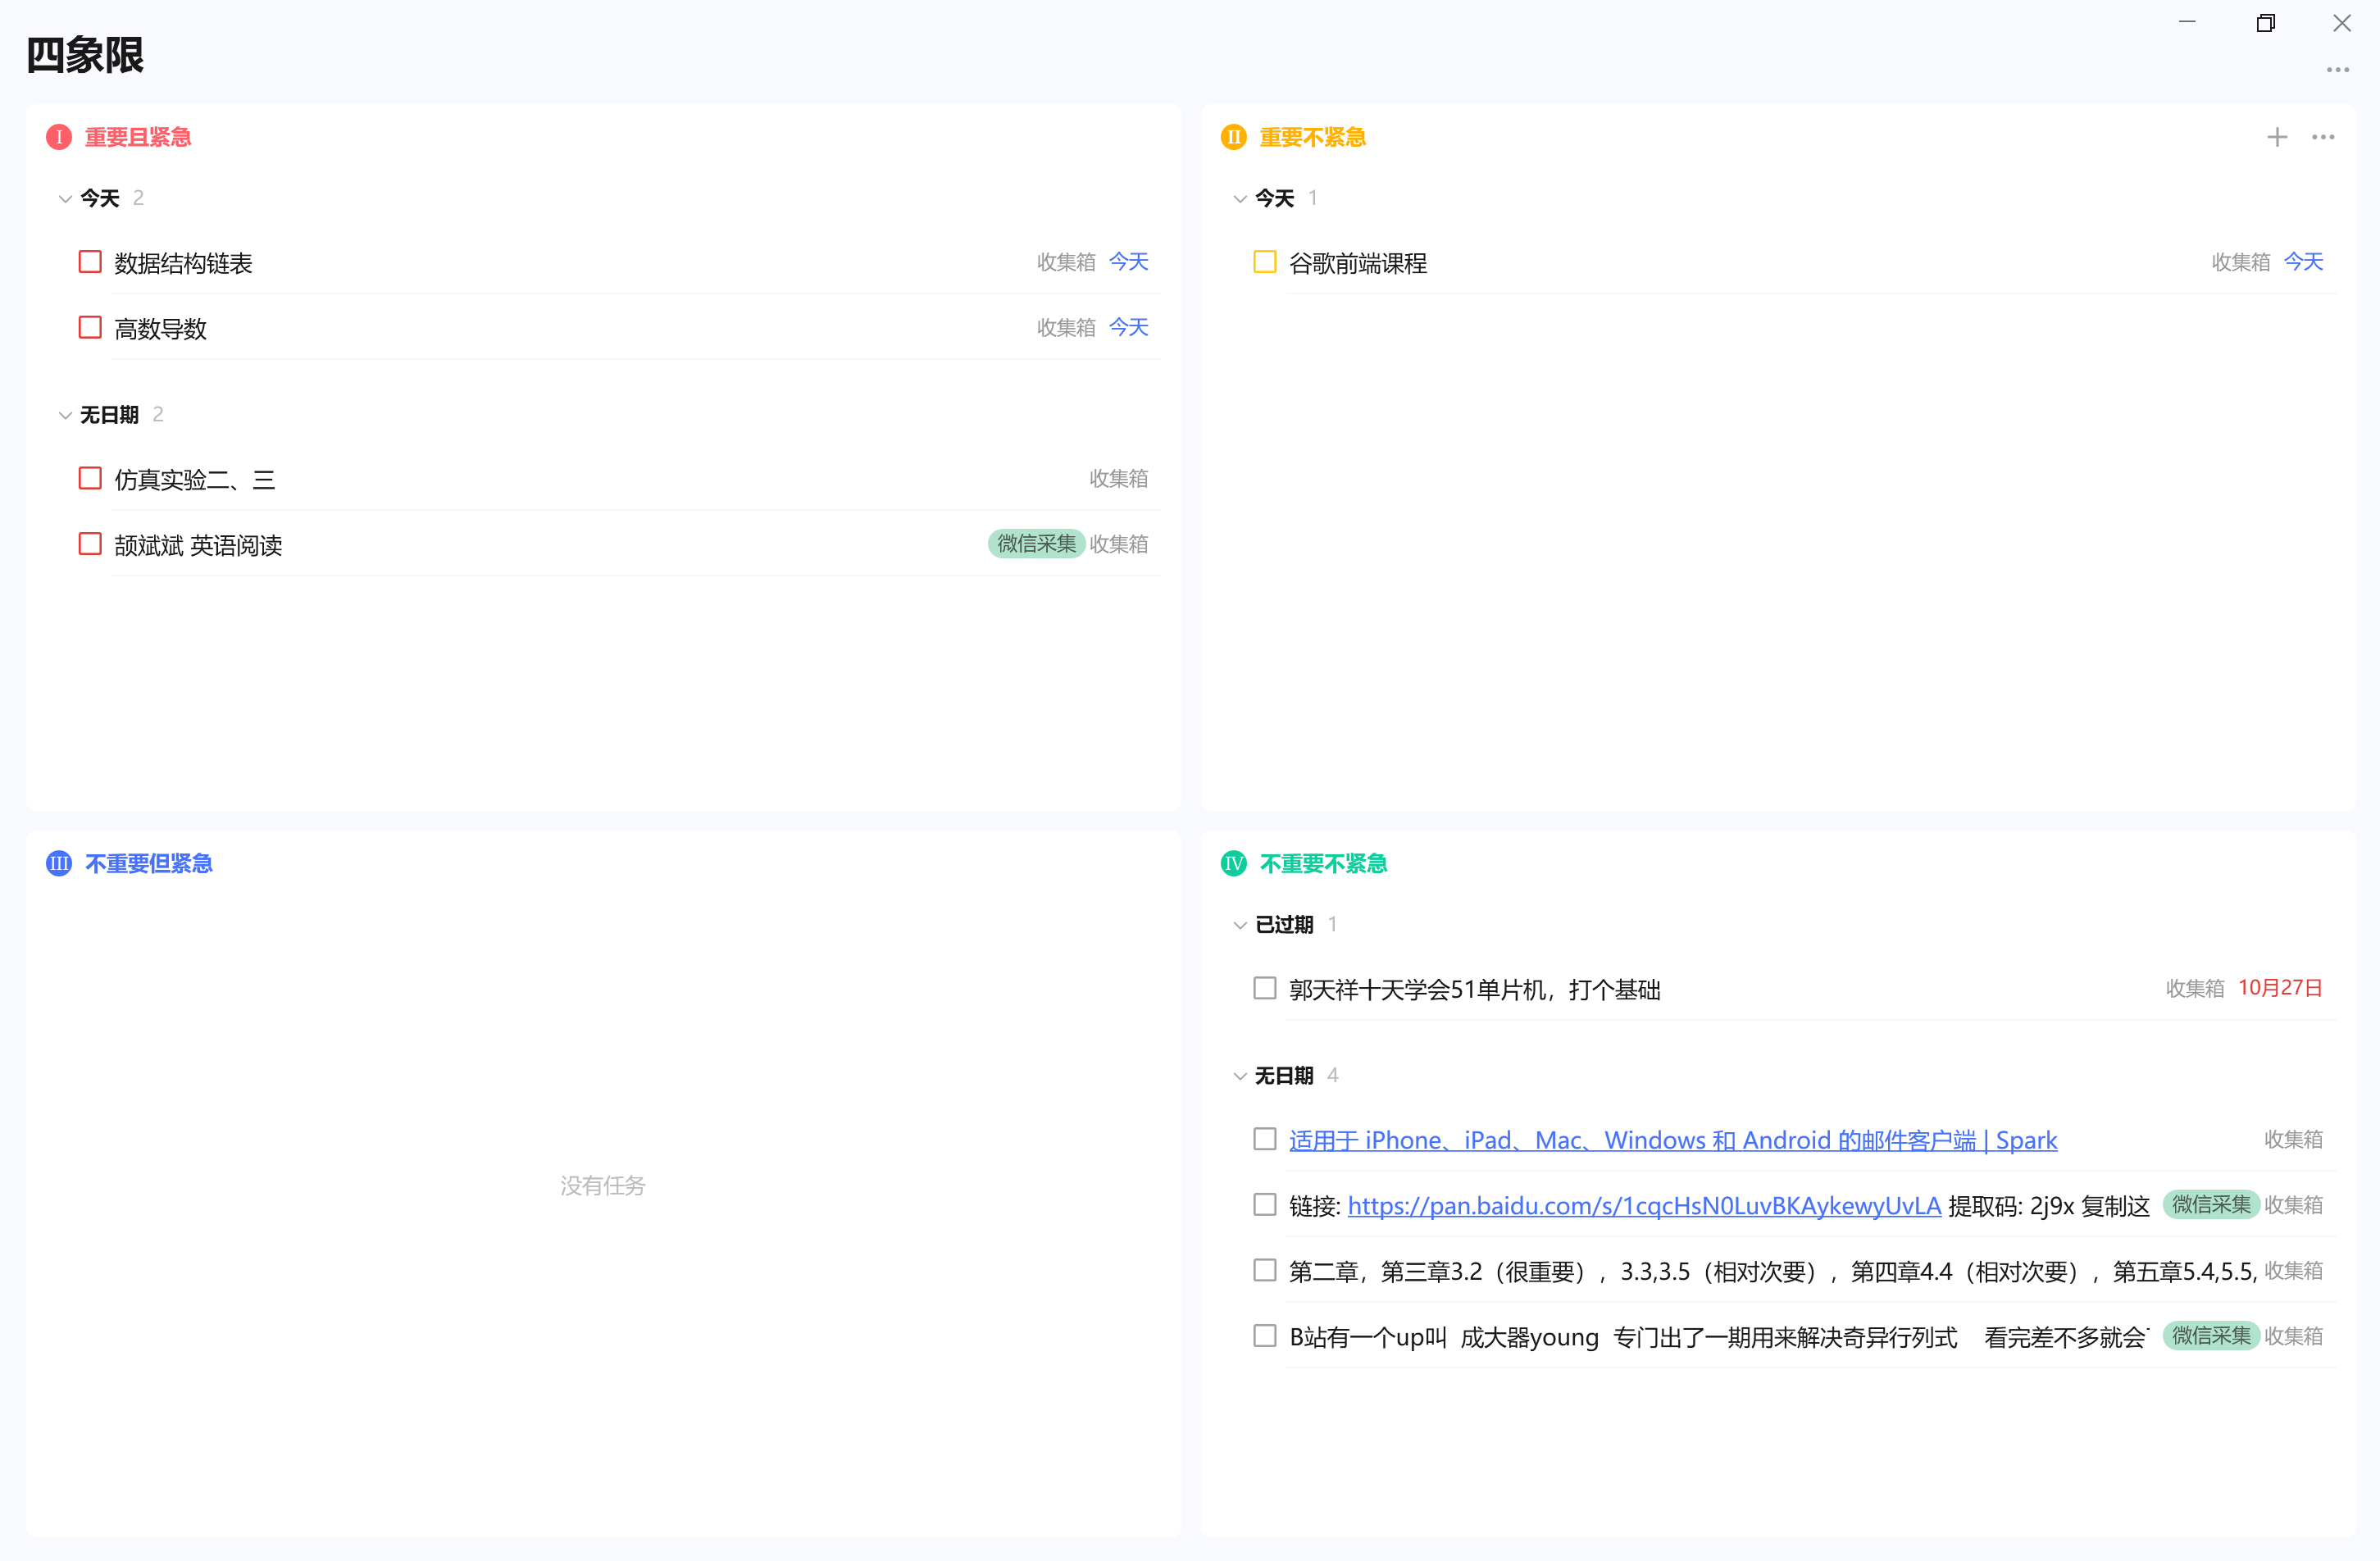 四象限
I 重要且紧急
今天 2
数据结构链表 收集箱 今天
高数导数 收集箱 今天
无日期 2
仿真实验二、三 收集箱
颉斌斌 英语阅读 微信采集 收集箱
II 重要不紧急
今天 1
谷歌前端课程 收集箱 今天
III 不重要但紧急
没有任务
IV 不重要不紧急
已过期 1
郭天祥十天学会51单片机，打个基础 收集箱 10月27日
无日期 4
适用于 iPhone、iPad、Mac、Windows 和 Android 的邮件客户端 | Spark 收集箱
链接: https://pan.baidu.com/s/1cqcHsN0LuvBKAykewyUvLA 提取码: 2j9x 复制这 微信采集 收集箱
第二章，第三章3.2（很重要），3.3,3.5（相对次要），第四章4.4（相对次要），第五章5.4,5.5, 收集箱
B站有一个up叫 成大器young 专门出了一期用来解决奇异行列式 看完差不多就会 微信采集 收集箱